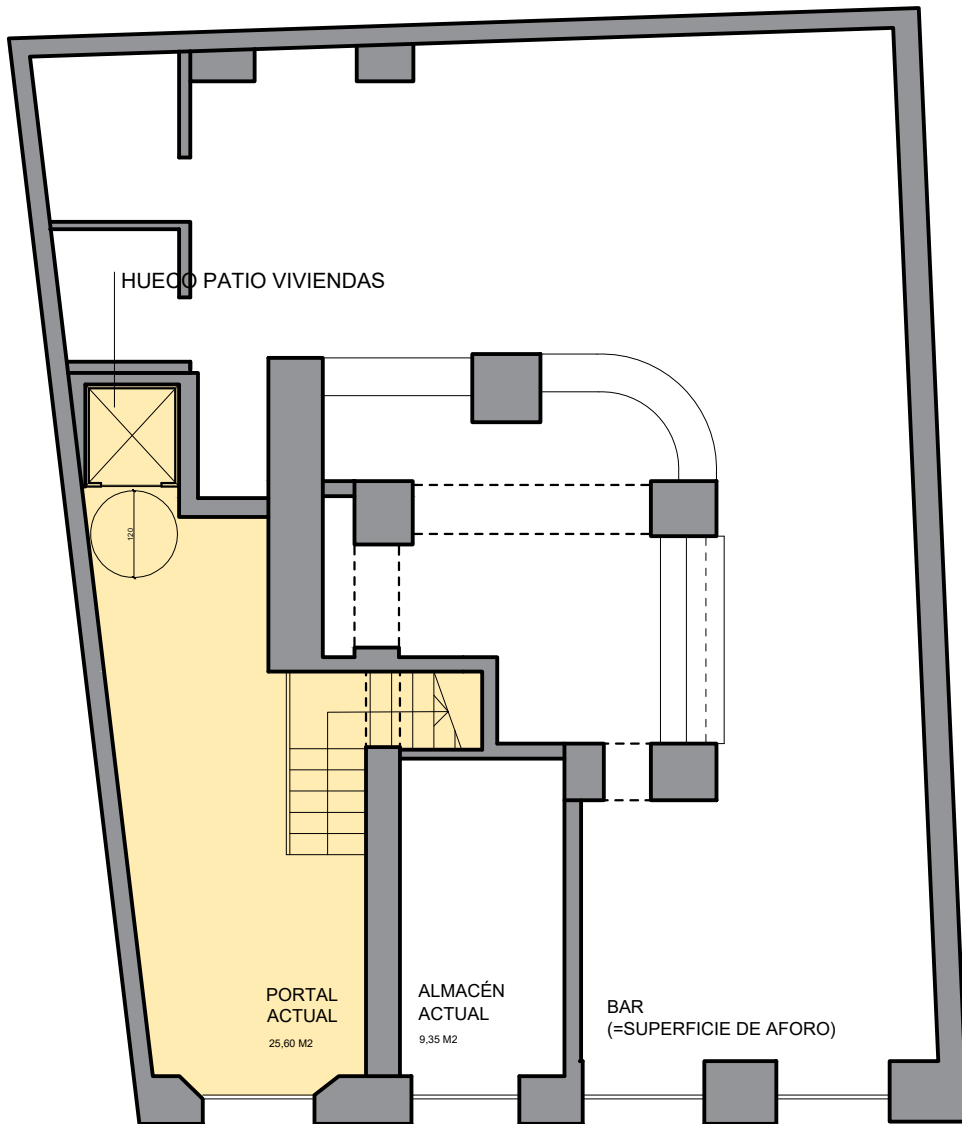 HUECO PATIO VIVIENDAS
120
PORTAL
ACTUAL
25,60 M2
ALMACÉN
ACTUAL
9,35 M2
BAR
(=SUPERFICIE DE AFORO)